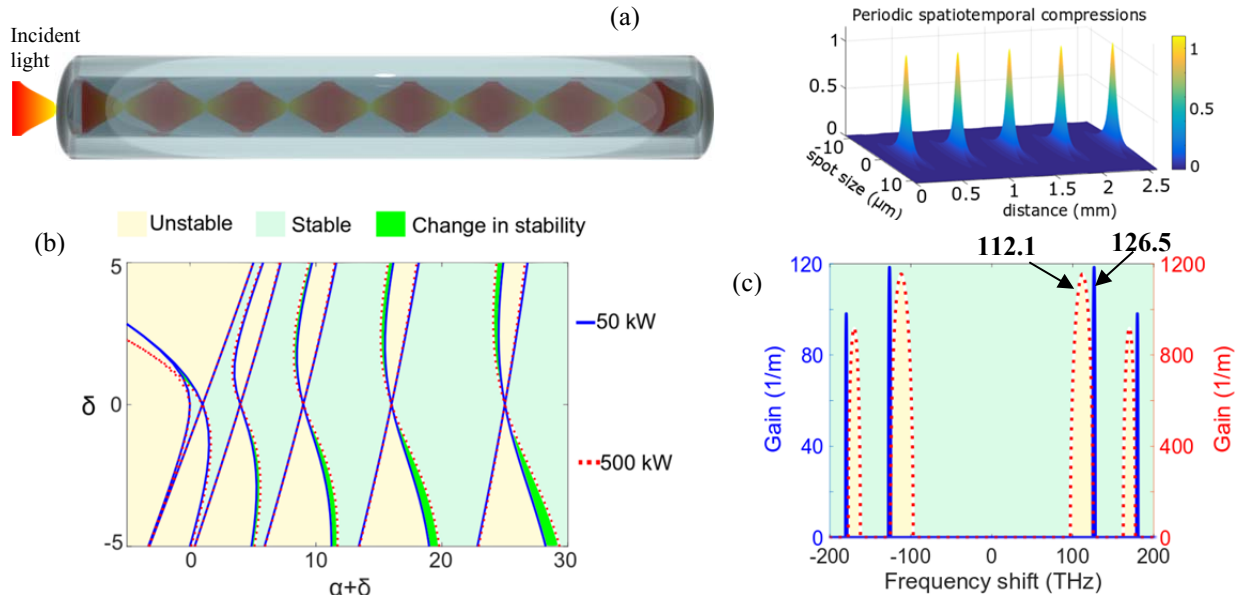 (a)
Incident
light
Periodic spatiotemporal compressions
1
0.5
0
-10
0
10
spot size (μm)
0
0.5
1
1.5
2
2.5
distance (mm)
1
0.5
0
Unstable
Stable
Change in stability
(b)
5
0
-5
δ
0
10
20
30
α+δ
50 kW
500 kW
(c)
112.1
126.5
120
80
40
0
Gain (1/m)
1200
800
400
0
Gain (1/m)
-200
-100
0
100
200
Frequency shift (THz)